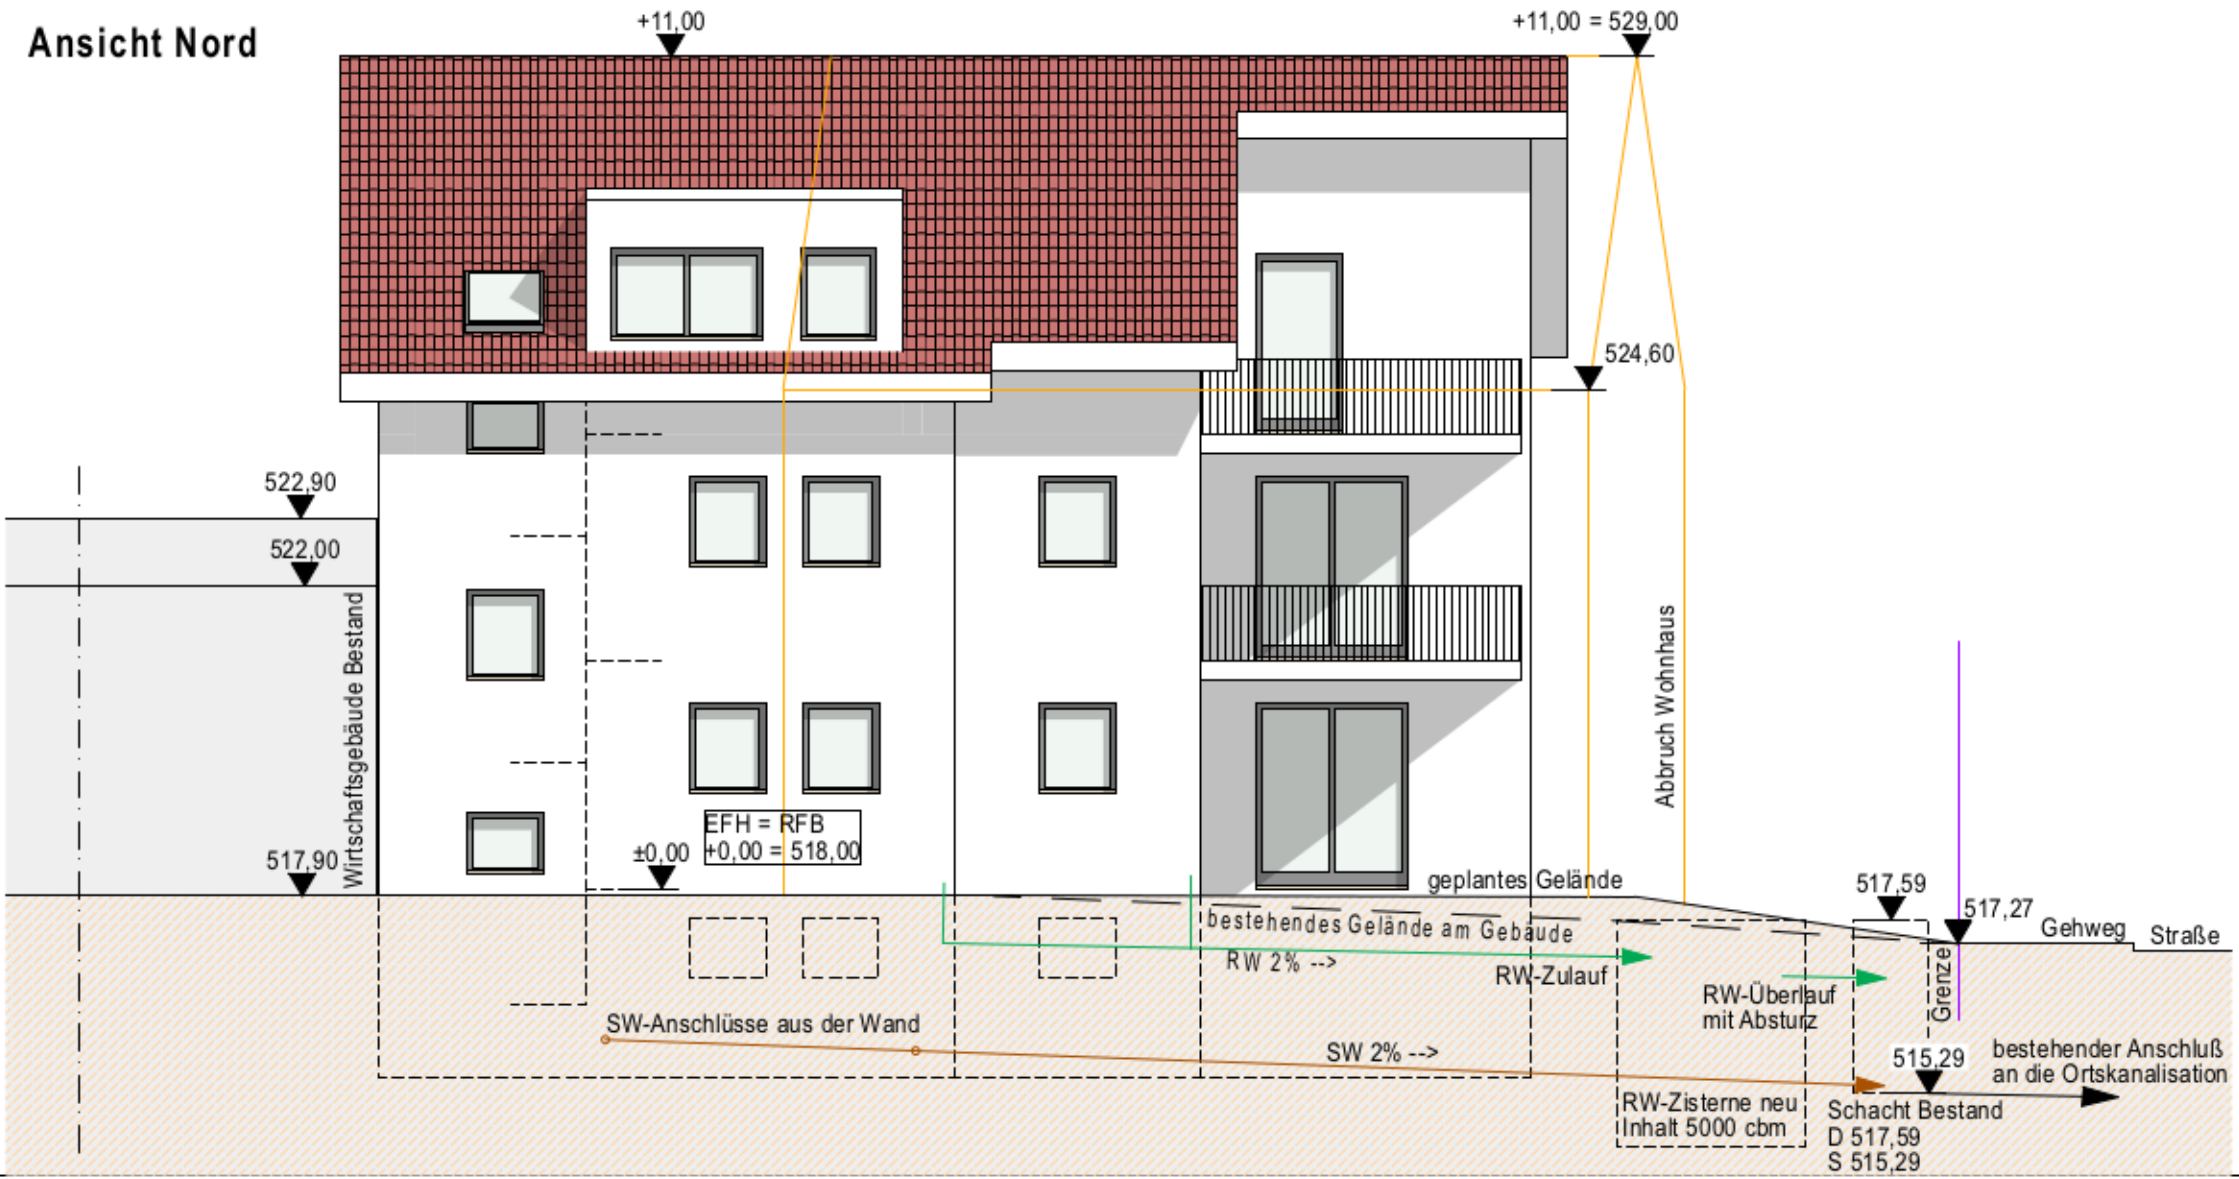 Ansicht Nord
+11,00
+11,00 = 529,00
524,60
522,90
522,00
517,90
Wirtschaftsgebäude Bestand
±0,00
EFH = RFB
+0,00 = 518,00
Abbruch Wohnhaus
geplantes Gelände
bestehendes Gelände am Gebäude
517,59
517,27
Gehweg
Straße
Grenze
RW 2% -->
RW-Zulauf
RW-Überlauf
mit Absturz
SW-Anschlüsse aus der Wand
SW 2% -->
515,29
bestehender Anschluß
an die Ortskanalisation
RW-Zisterne neu
Inhalt 5000 cbm
Schacht Bestand
D 517,59
S 515,29